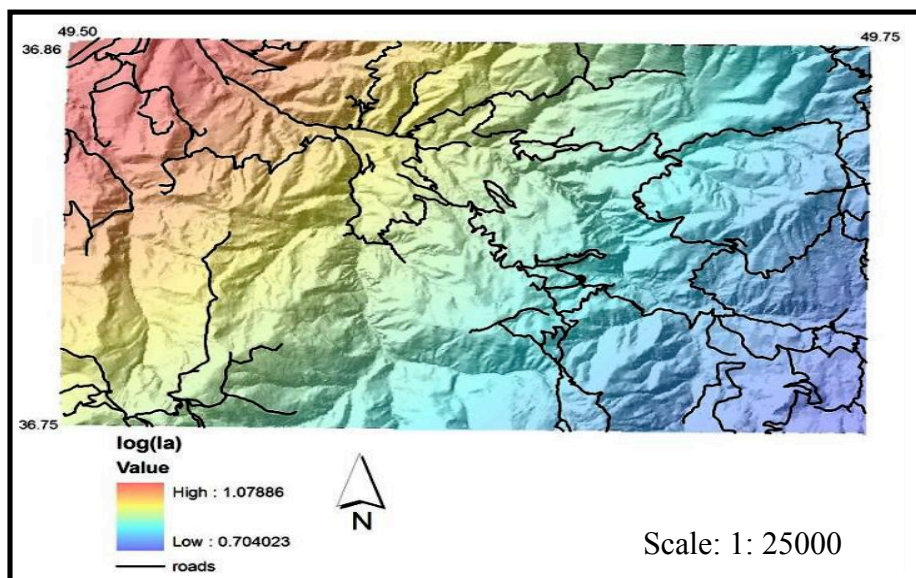 49.50
49.75
36.86
36.75
log(Ia)
Value
High : 1.07886
Low : 0.704023
roads
N
Scale: 1: 25000